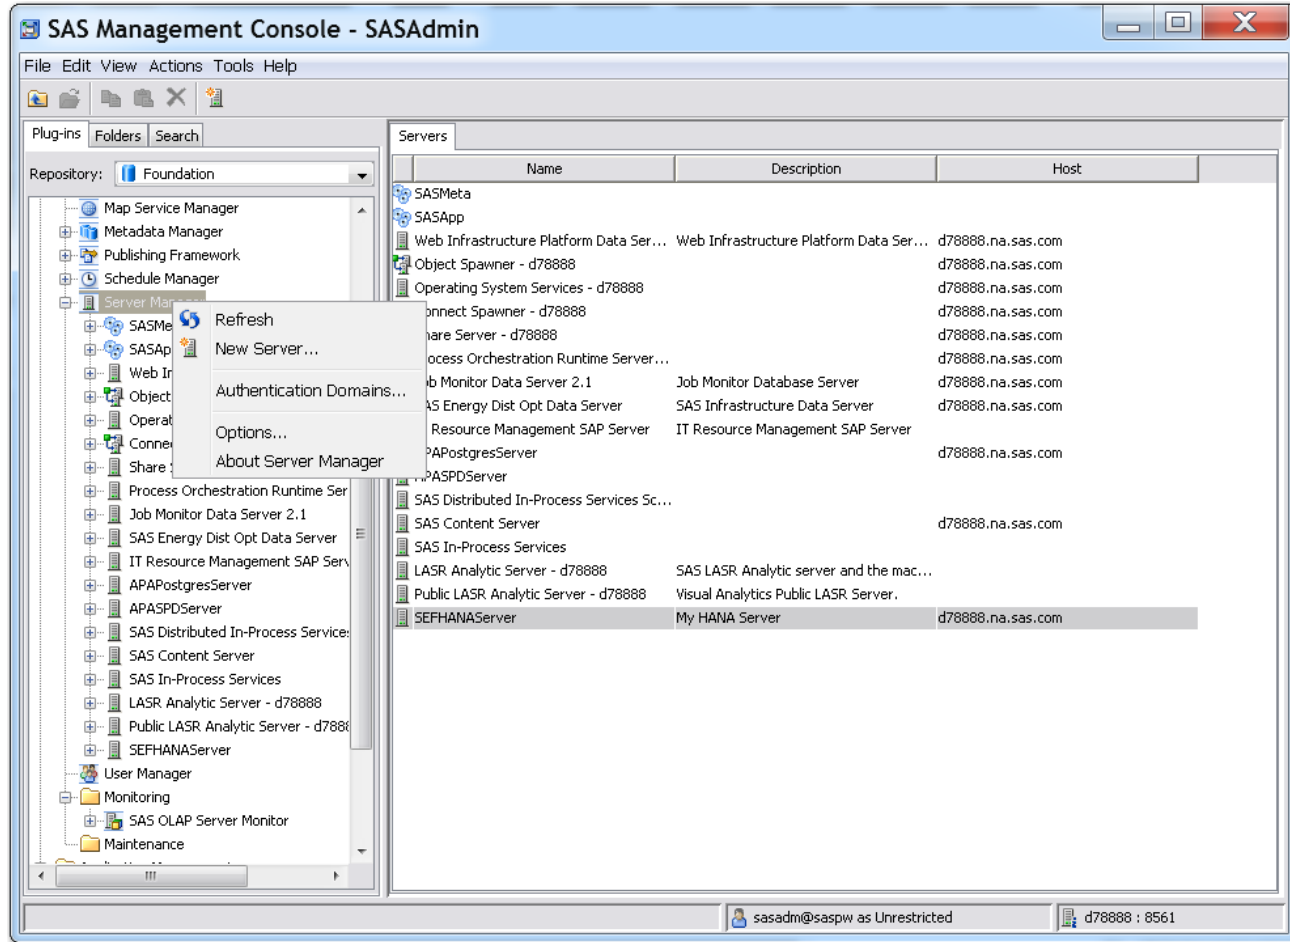 SAS Management Console - SASAdmin
File Edit View Actions Tools Help
Plug-ins Folders Search
Repository: Foundation
Map Service Manager
Metadata Manager
Publishing Framework
Schedule Manager
Server Manager
SASMe
SASAp
Web Ir
Object
Operat
Conne
Share
Process Orchestration Runtime Ser
Job Monitor Data Server 2.1
SAS Energy Dist Opt Data Server
IT Resource Management SAP Serv
APAPostgresServer
APASPDServer
SAS Distributed In-Process Services
SAS Content Server
SAS In-Process Services
LASR Analytic Server - d78888
Public LASR Analytic Server - d7888
SEFHANAServer
User Manager
Monitoring
SAS OLAP Server Monitor
Maintenance
Refresh
New Server...
Authentication Domains...
Options...
About Server Manager
Servers
Name Description Host
SASMeta
SASApp
Web Infrastructure Platform Data Ser... Web Infrastructure Platform Data Ser... d78888.na.sas.com
Object Spawner - d78888 d78888.na.sas.com
Operating System Services - d78888 d78888.na.sas.com
onnect Spawner - d78888 d78888.na.sas.com
hare Server - d78888 d78888.na.sas.com
ocess Orchestration Runtime Server... d78888.na.sas.com
b Monitor Data Server 2.1 Job Monitor Database Server d78888.na.sas.com
AS Energy Dist Opt Data Server SAS Infrastructure Data Server d78888.na.sas.com
Resource Management SAP Server IT Resource Management SAP Server
PAPostgresServer d78888.na.sas.com
APASPDServer
SAS Distributed In-Process Services Sc...
SAS Content Server d78888.na.sas.com
SAS In-Process Services
LASR Analytic Server - d78888 SAS LASR Analytic server and the mac...
Public LASR Analytic Server - d78888 Visual Analytics Public LASR Server.
SEFHANAServer My HANA Server d78888.na.sas.com
sasadm@saspw as Unrestricted d78888 : 8561